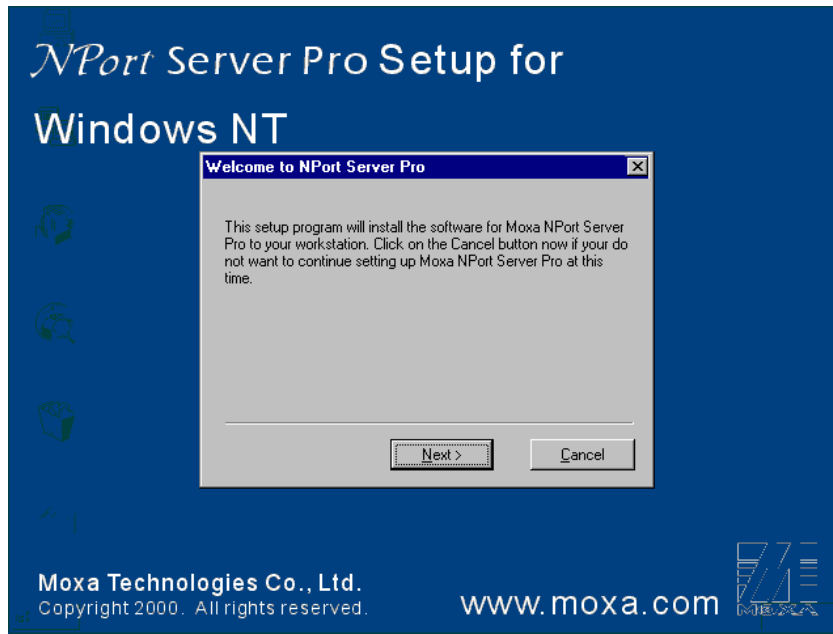 NPort Server Pro Setup for
Windows NT
Welcome to NPort Server Pro
This setup program will install the software for Moxa NPort Server
Pro to your workstation. Click on the Cancel button now if your do
not want to continue setting up Moxa NPort Server Pro at this
time.
Next >
Cancel
Moxa Technologies Co., Ltd.
Copyright 2000. All rights reserved.
www.moxa.com
MOXA